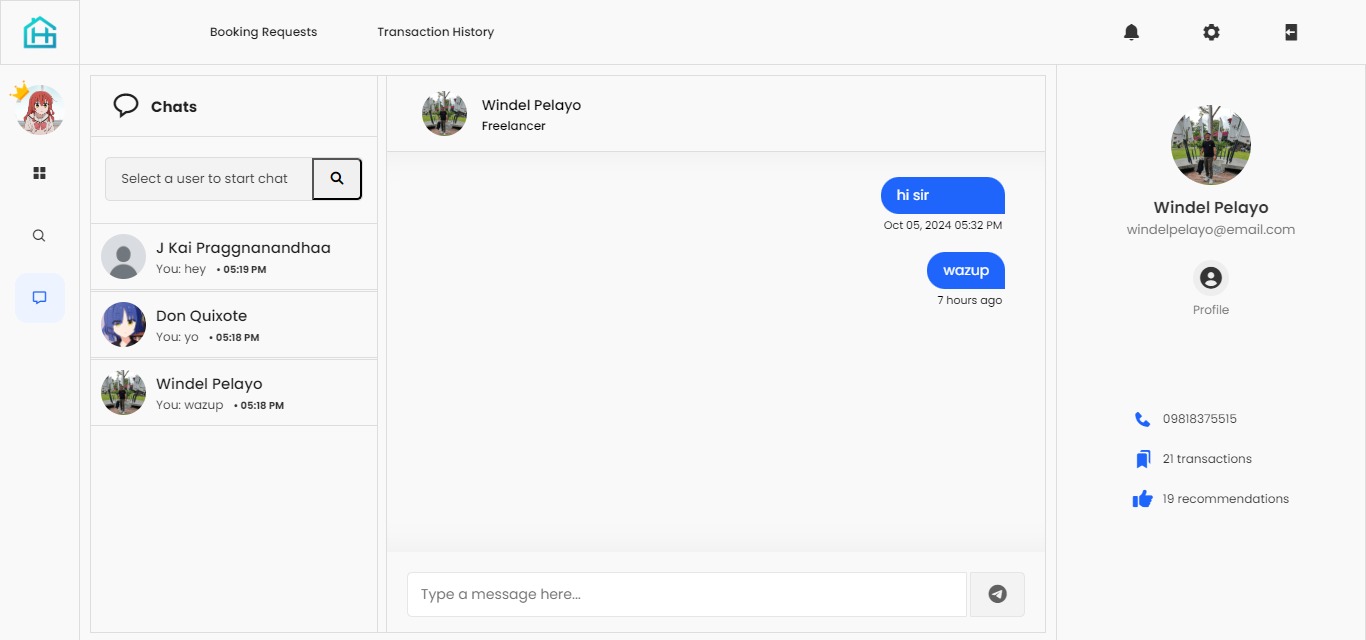 Booking Requests
Transaction History
Chats
Select a user to start chat
J Kai Praggnanandhaa
You: hey • 05:19 PM
Don Quixote
You: yo • 05:18 PM
Windel Pelayo
You: wazup • 05:18 PM
Windel Pelayo
Freelancer
hi sir
Oct 05, 2024 05:32 PM
wazup
7 hours ago
Type a message here...
Windel Pelayo
windelpelayo@email.com
Profile
09818375515
21 transactions
19 recommendations